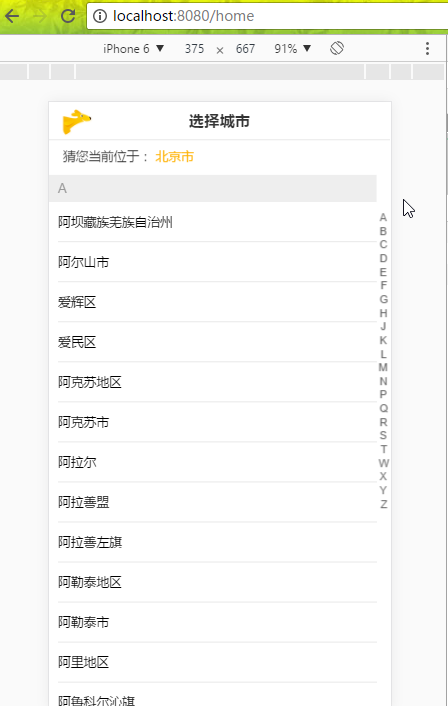 localhost:8080/home
iPhone 6 ▼ 375 × 667 91% ▼
选择城市
猜您当前位于： 北京市
A
阿坝藏族羌族自治州
阿尔山市
爱辉区
爱民区
阿克苏地区
阿克苏市
阿拉尔
阿拉善盟
阿拉善左旗
阿勒泰地区
阿勒泰市
阿里地区
阿鲁科尔沁旗
A
B
C
D
E
F
G
H
J
K
L
M
N
P
Q
R
S
T
W
X
Y
Z